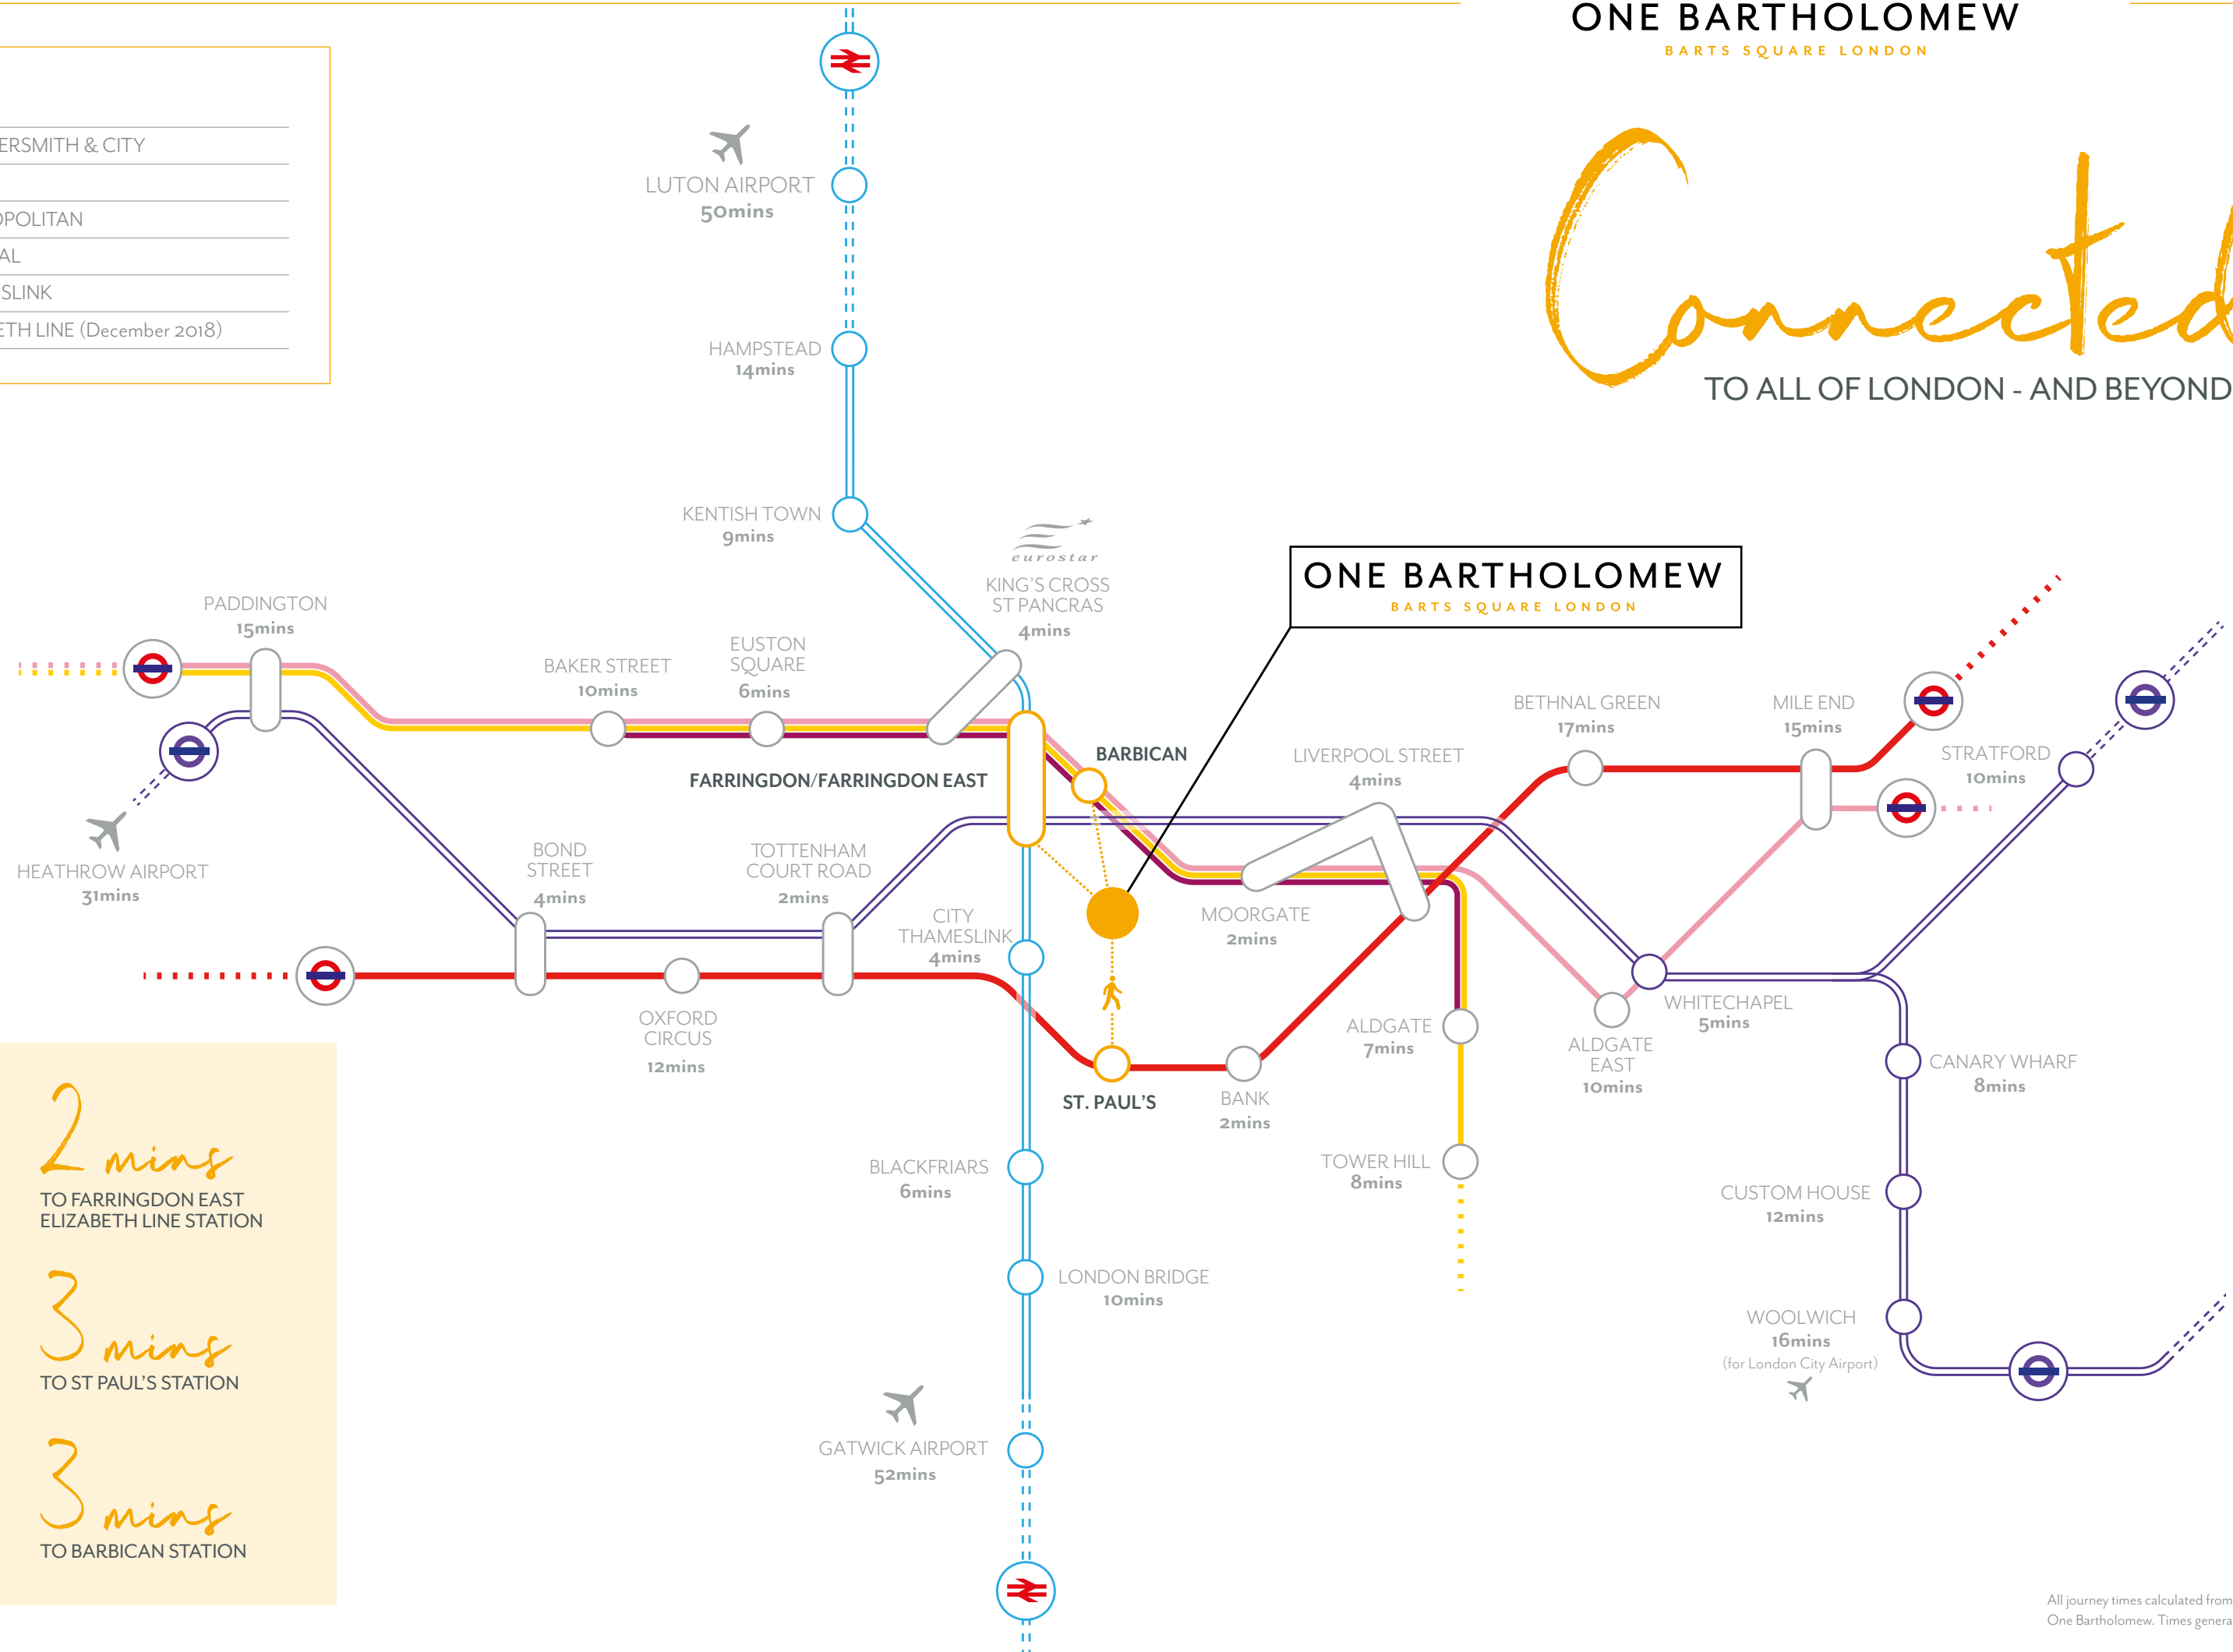 ONE BARTHOLOMEW
BARTS SQUARE LONDON
Connected
TO ALL OF LONDON - AND BEYOND
ERSMITH & CITY
OPOLITAN
AL
SLINK
ETH LINE (December 2018)
LUTON AIRPORT
50mins
HAMPSTEAD
14mins
KENTISH TOWN
9mins
eurostar
KING'S CROSS
ST PANCRAS
4mins
ONE BARTHOLOMEW
BARTS SQUARE LONDON
PADDINGTON
15mins
BAKER STREET
10mins
EUSTON
SQUARE
6mins
FARRINGDON/FARRINGDON EAST
BARBICAN
LIVERPOOL STREET
4mins
BETHNAL GREEN
17mins
MILE END
15mins
STRATFORD
10mins
HEATHROW AIRPORT
31mins
BOND
STREET
4mins
TOTTENHAM
COURT ROAD
2mins
CITY
THAMESLINK
4mins
MOORGATE
2mins
OXFORD
CIRCUS
12mins
ST. PAUL'S
BANK
2mins
ALDGATE
7mins
ALDGATE
EAST
10mins
WHITECHAPEL
5mins
CANARY WHARF
8mins
BLACKFRIARS
6mins
TOWER HILL
8mins
CUSTOM HOUSE
12mins
LONDON BRIDGE
10mins
WOOLWICH
16mins
(for London City Airport)
GATWICK AIRPORT
52mins
2 mins
TO FARRINGDON EAST
ELIZABETH LINE STATION
3 mins
TO ST PAUL'S STATION
3 mins
TO BARBICAN STATION
All journey times calculated from
One Bartholomew. Times genera